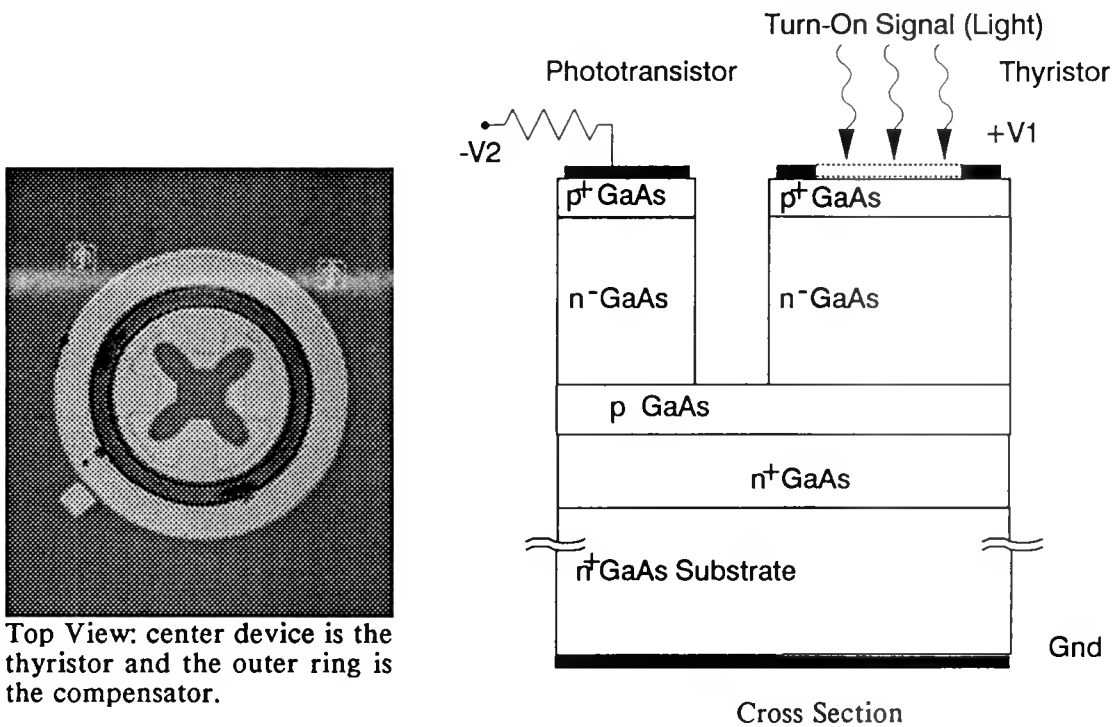 Top View: center device is the
thyristor and the outer ring is
the compensator.
Turn-On Signal (Light)
Phototransistor
Thyristor
-V2
+V1
p+ GaAs
p+ GaAs
n- GaAs
n- GaAs
p GaAs
n+ GaAs
n+ GaAs Substrate
Gnd
Cross Section